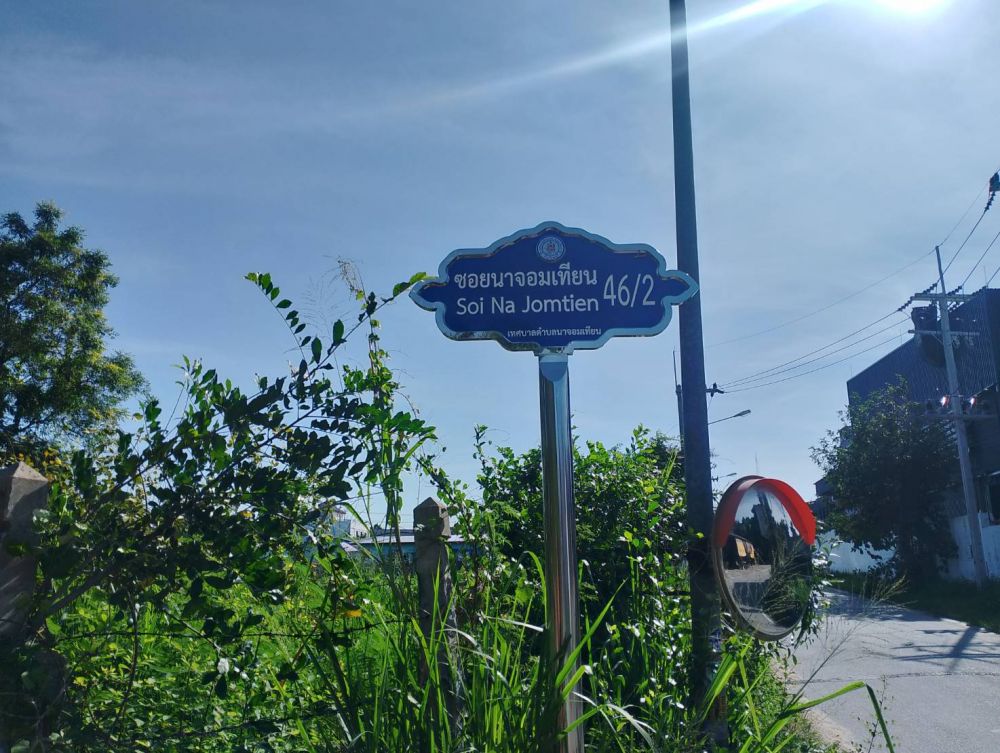 ซอยนาจอมเทียน
Soi Na Jomtien
46/2
เทศบาลตำบลนาจอมเทียน